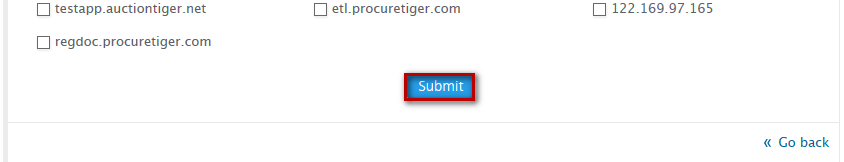 testapp.auctiontiger.net etl.procuretiger.com 122.169.97.165
regdoc.procuretiger.com
Submit
« Go back